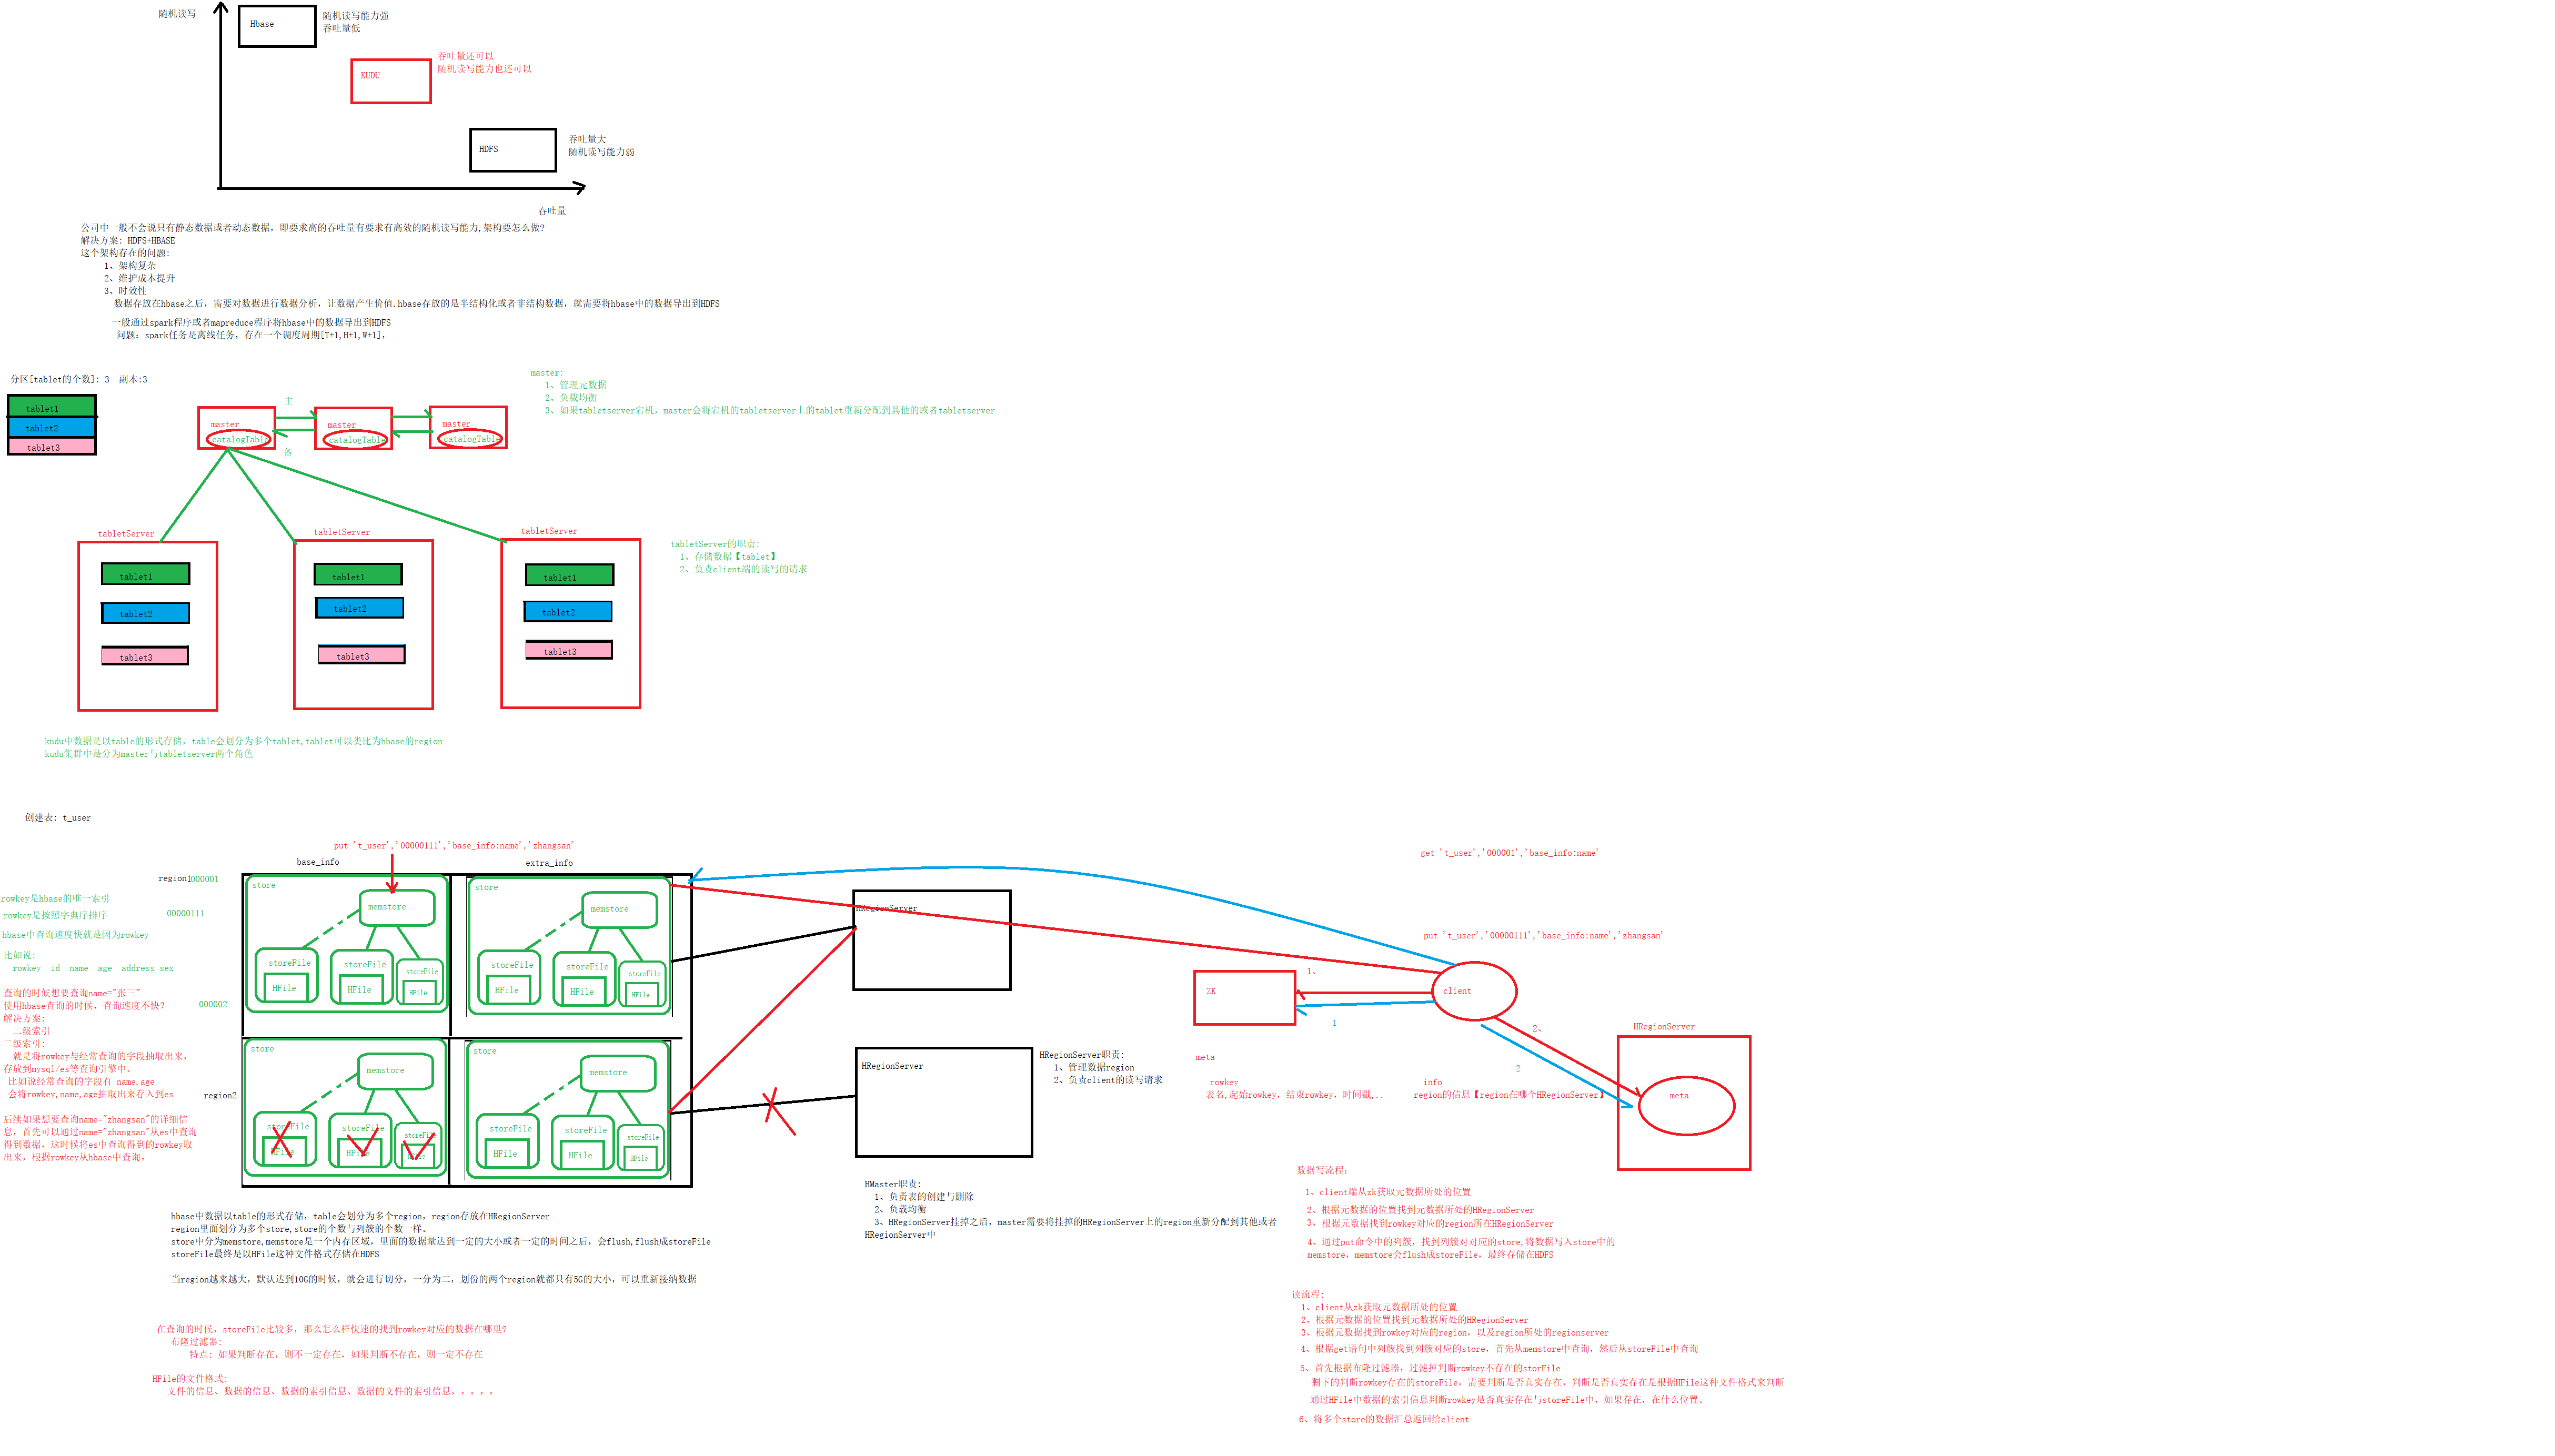 随机读写
Hbase
随机读写能力强
吞吐量低
吞吐量还可以
随机读写能力也还可以
KUDU
吞吐量大
随机读写能力弱
HDFS
吞吐量
公司中一般不会说只有静态数据或者动态数据，即要求高的吞吐量有要求有高效的随机读写能力,架构要怎么做?
解决方案: HDFS+HBASE
这个架构存在的问题:
1、架构复杂
2、维护成本提升
3、时效性
数据存放在hbase之后，需要对数据进行数据分析，让数据产生价值.hbase存放的是半结构化或者非结构数据，就需要将hbase中的数据导出到HDFS
一般通过spark程序或者mapreduce程序将hbase中的数据导出到HDFS
问题: spark任务是离线任务，存在一个调度周期[T+1,H+1,W+1]，
分区[tablet的个数]: 3 副本:3
tablet1
tablet2
tablet3
master:
1、管理元数据
2、负载均衡
3、如果tabletserver宕机，master会将宕机的tabletserver上的tablet重新分配到其他的或者tabletserver
主
备
master
catalogTable
master
catalogTable
master
catalogTable
tabletServer
tablet1
tablet2
tablet3
tabletServer
tablet1
tablet2
tablet3
tabletServer
tablet1
tablet2
tablet3
tabletServer的职责:
1、存储数据【tablet】
2、负责client端的读写的请求
kudu中数据是以table的形式存储，table会划分为多个tablet,tablet可以类比为hbase的region
kudu集群中是分为master与tabletserver两个角色
创建表: t_user
put 't_user','00000111','base_info:name','zhangsan'
base_info
extra_info
region1
000001
00000111
000002
region2
rowkey是hbase的唯一索引
rowkey是按照字典序排序
hbase中查询速度快就是因为rowkey
比如说:
rowkey id name age address sex
查询的时候想要查询name="张三"
使用hbase查询的时候，查询速度不快?
解决方案:
二级索引
二级索引:
就是将rowkey与经常查询的字段抽取出来，
存放到mysql/es等查询引擎中。
比如说经常查询的字段有 name,age
会将rowkey,name,age抽取出来存入到es
后续如果想要查询name="zhangsan"的详细信
息，首先可以通过name="zhangsan"从es中查询
得到数据，这时候将es中查询得到的rowkey取
出来，根据rowkey从hbase中查询。
store
memstore
storeFile
HFile
storeFile
HFile
storeFile
HFile
store
memstore
storeFile
HFile
storeFile
HFile
storeFile
HFile
store
memstore
storeFile
HFile
storeFile
HFile
storeFile
HFile
store
memstore
storeFile
HFile
storeFile
HFile
storeFile
HFile
HRegionServer
HRegionServer
HRegionServer职责:
1、管理数据region
2、负责client的读写请求
HMaster职责:
1、负责表的创建与删除
2、负载均衡
3、HRegionServer挂掉之后，master需要将挂掉的HRegionServer上的region重新分配到其他或者
HRegionServer中
hbase中数据以table的形式存储，table会划分为多个region，region存放在HRegionServer
region里面划分为多个store,store的个数与列簇的个数一样。
store中分为memstore,memstore是一个内存区域，里面的数据量达到一定的大小或者一定的时间之后，会flush,flush成storeFile
storeFile最终是以HFile这种文件格式存储在HDFS
当region越来越大，默认达到10G的时候，就会进行切分，一分为二，划份的两个region就都只有5G的大小，可以重新接纳数据
在查询的时候，storeFile比较多，那么怎么样快速的找到rowkey对应的数据在哪里?
布隆过滤器:
特点: 如果判断存在，则不一定存在，如果判断不存在，则一定不存在
HFile的文件格式:
文件的信息、数据的信息、数据的索引信息、数据的文件的索引信息，。。。。
get 't_user','000001','base_info:name'
put 't_user','00000111','base_info:name','zhangsan'
client
1、
ZK
1
2、
2
HRegionServer
meta
meta
rowkey
info
表名,起始rowkey，结束rowkey，时间戳,..
region的信息【region在哪个HRegionServer】
数据写流程:
1、client端从zk获取元数据所处的位置
2、根据元数据的位置找到元数据所处的HRegionServer
3、根据元数据找到rowkey对应的region所在HRegionServer
4、通过put命令中的列簇，找到列簇对对应的store,将数据写入store中的
memstore，memstore会flush成storeFile，最终存储在HDFS
读流程:
1、client从zk获取元数据所处的位置
2、根据元数据的位置找到元数据所处的HRegionServer
3、根据元数据找到rowkey对应的region，以及region所处的regionserver
4、根据get语句中列簇找到列簇对应的store，首先从memstore中查询，然后从storeFile中查询
5、首先根据布隆过滤器，过滤掉判断rowkey不存在的storFile
剩下的判断rowkey存在的storeFile，需要判断是否真实存在，判断是否真实存在是根据HFile这种文件格式来判断
通过HFile中数据的索引信息判断rowkey是否真实存在与storeFile中，如果存在，在什么位置。
6、将多个store的数据汇总返回给client